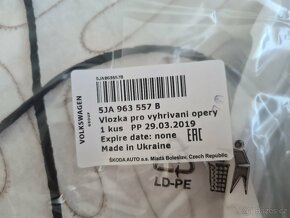 5JA963557B
VOLKSWAGEN
GROUP
5JA 963 557 B
Vlozka pro vyhrivani opery
1 kus PP 29.03.2019
Expire date: none
Made in Ukraine
EAC
ŠKODA AUTO a.s. Mladá Boleslav, Czech Republic
LD-PE